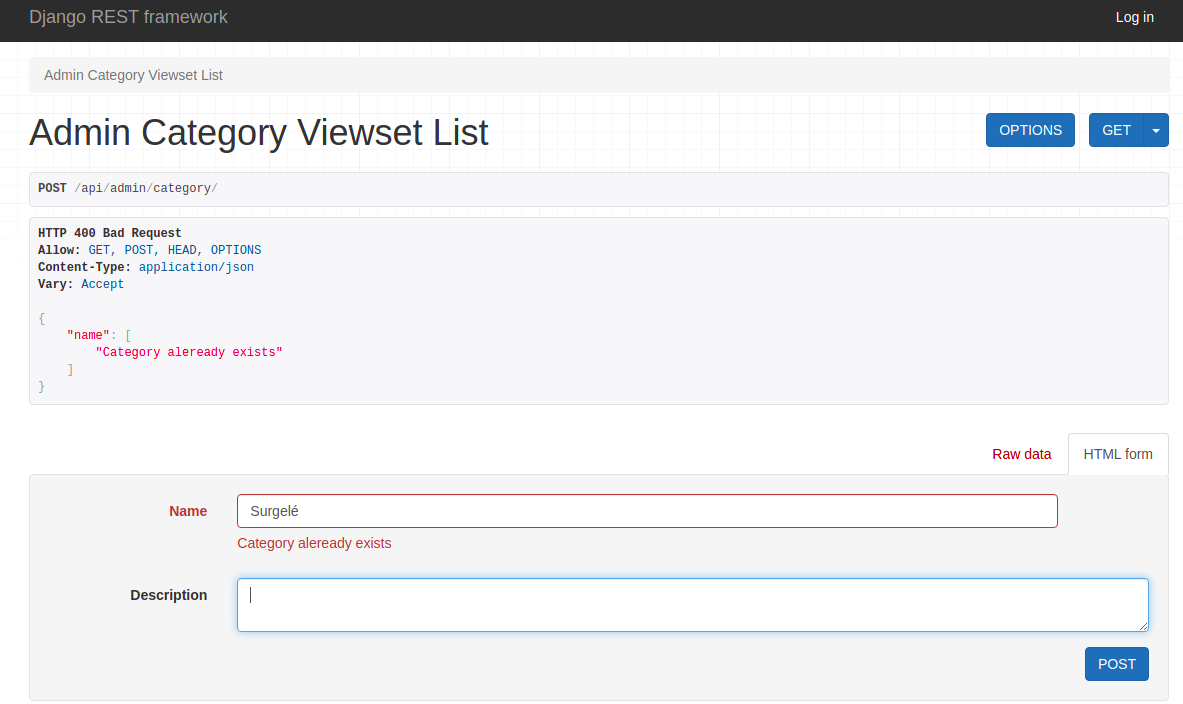 Django REST framework
Log in
Admin Category Viewset List
Admin Category Viewset List
OPTIONS
GET
POST /api/admin/category/
HTTP 400 Bad Request
Allow: GET, POST, HEAD, OPTIONS
Content-Type: application/json
Vary: Accept
{
"name": [
"Category aleready exists"
]
}
Raw data
HTML form
Name
Surgelé
Category aleready exists
Description
POST